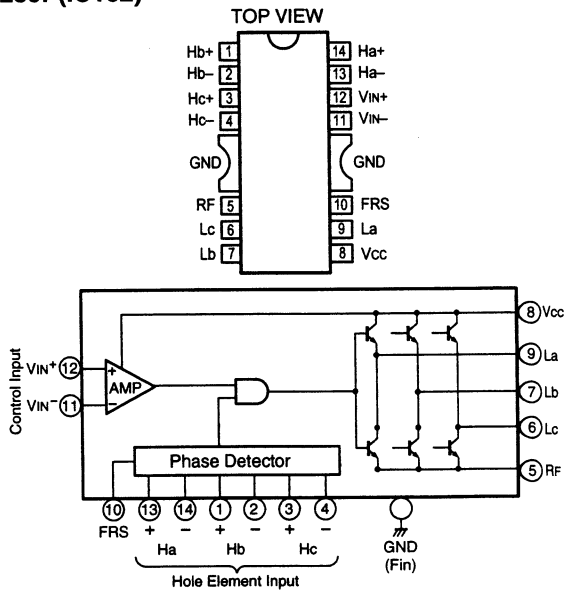 TOP VIEW
Hb+ 1
14 Ha+
Hb– 2
13 Ha–
Hc+ 3
12 VIN+
Hc– 4
11 VIN–
GND
GND
RF 5
10 FRS
Lc 6
9 La
Lb 7
8 Vcc
8 Vcc
9 La
7 Lb
6 Lc
5 RF
Control Input
VIN+ 12
VIN– 11
+
AMP
–
Phase Detector
10 13 14 1 2 3 4
FRS + – + – + –
Ha Hb Hc
Hole Element Input
GND
(Fin)